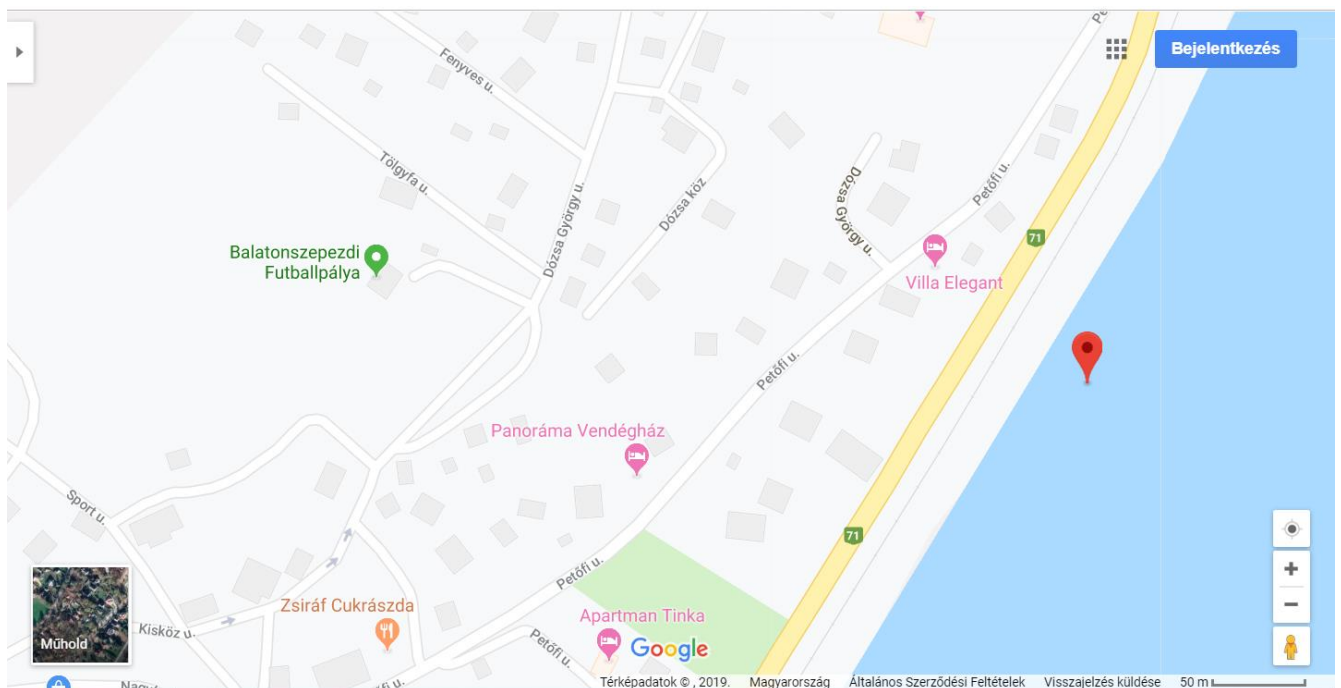 Pe
Bejelentkezés
Fenyves u.
Tölgyfa u.
Dózsa György u.
Dózsa köz
Dózsa György u.
Petőfi u.
71
Balatonszepezdi
Futballpálya
Villa Elegant
Petőfi u.
Panoráma Vendégház
Sport u.
71
Petőfi u.
Zsiráf Cukrászda
Apartman Tinka
Kisköz u.
Petőfi u.
Műhold
Google
Térképadatok ©, 2019.
Magyarország
Általános Szerződési Feltételek
Visszajelzés küldése
50 m